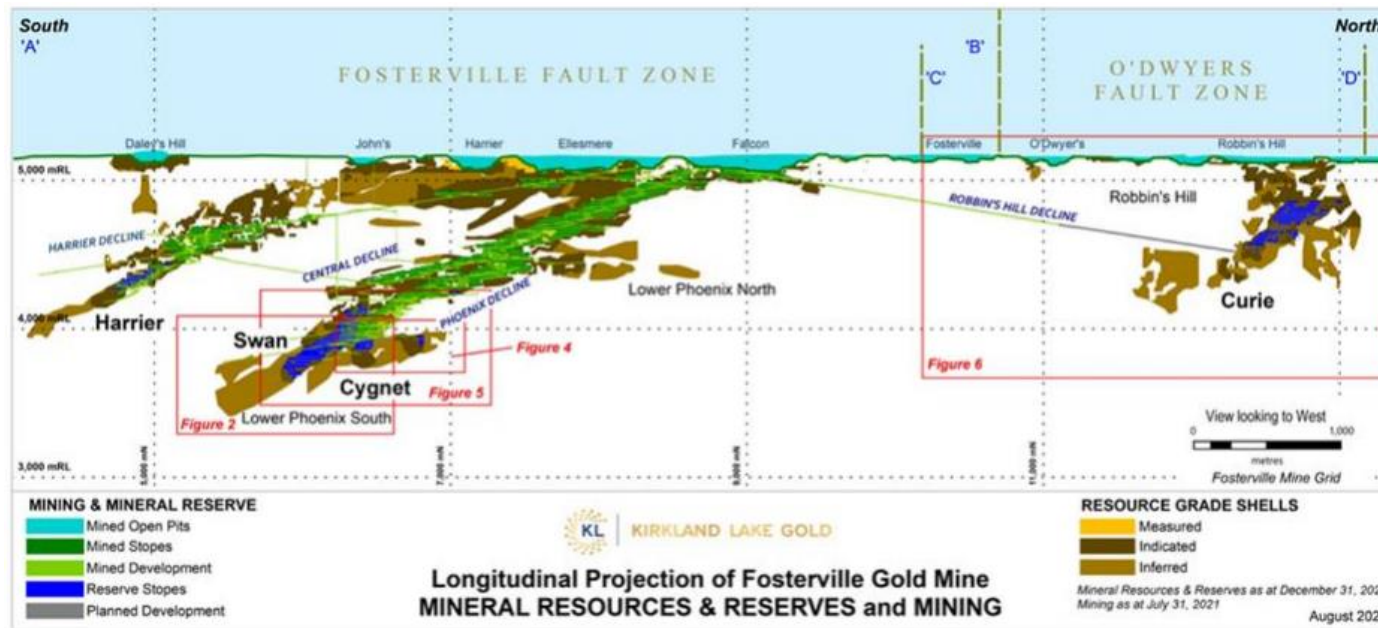 South
North
'A'
'B'
'C'
'D'
FOSTERVILLE FAULT ZONE
O'DWYERS
FAULT ZONE
Daley's Hill
John's
Harrier
Ellesmere
Falcon
Fosterville
O'Dwyer's
Robbin's Hill
5,000 mRL
Robbin's Hill
ROBBIN'S HILL DECLINE
HARRIER DECLINE
CENTRAL DECLINE
PHOENIX DECLINE
Lower Phoenix North
Curie
4,000 mRL
Harrier
Swan
Figure 4
Figure 6
Cygnet
Figure 5
Figure 2
Lower Phoenix South
View looking to West
0
1,000
metres
Fosterville Mine Grid
3,000 mRL
5,000 mN
7,000 mN
9,000 mN
11,000 mN
MINING & MINERAL RESERVE
Mined Open Pits
Mined Stopes
Mined Development
Reserve Stopes
Planned Development
KL
KIRKLAND LAKE GOLD
Longitudinal Projection of Fosterville Gold Mine
MINERAL RESOURCES & RESERVES and MINING
RESOURCE GRADE SHELLS
Measured
Indicated
Inferred
Mineral Resources & Reserves as at December 31, 202
Mining as at July 31, 2021
August 202